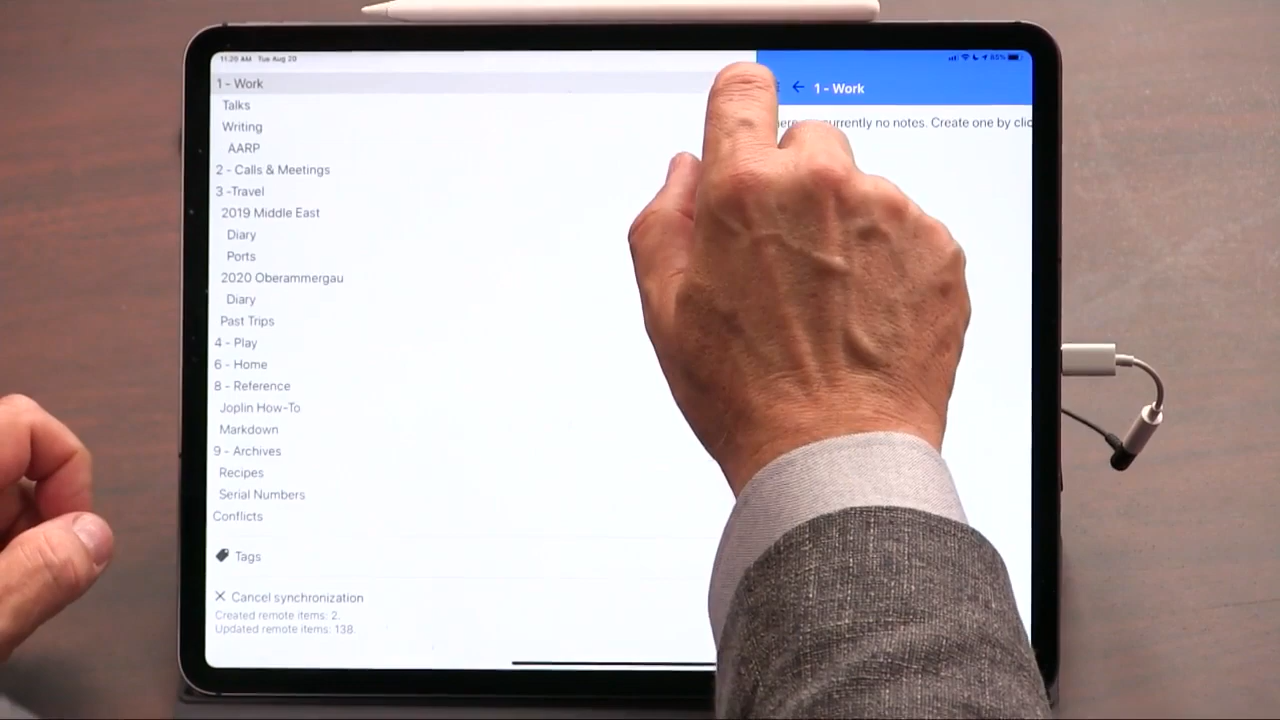 11:20 AM Tue Aug 20
80%
1 - Work
Talks
Writing
AARP
2 - Calls & Meetings
3 -Travel
2019 Middle East
Diary
Ports
2020 Oberammergau
Diary
Past Trips
4 - Play
6 - Home
8 - Reference
Joplin How-To
Markdown
9 - Archives
Recipes
Serial Numbers
Conflicts
Tags
Cancel synchronization
Created remote items: 2.
Updated remote items: 138.
1 - Work
currently no notes. Create one by clic